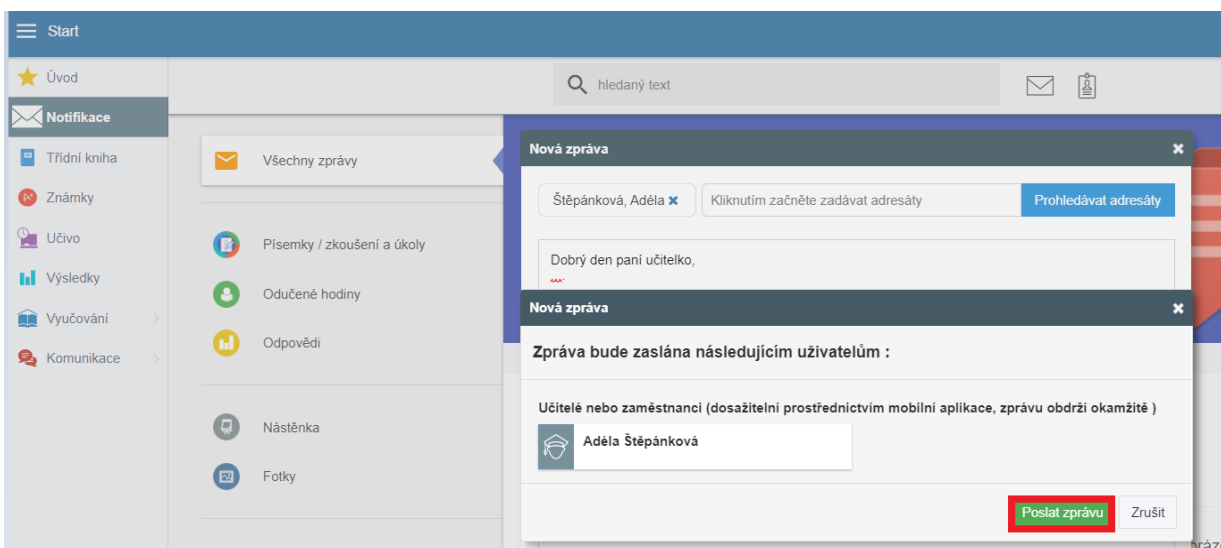 Start
Úvod
Notifikace
Třídní kniha
Známky
Učivo
Výsledky
Vyučování
Komunikace
hledaný text
Všechny zprávy
Písemky / zkoušení a úkoly
Odučené hodiny
Odpovědi
Nástěnka
Fotky
Nová zpráva
Štěpánková, Adéla
Kliknutím začněte zadávat adresáty
Prohledávat adresáty
Dobrý den paní učitelko,
Nová zpráva
Zpráva bude zaslána následujícím uživatelům :
Učitelé nebo zaměstnanci (dosažitelní prostřednictvím mobilní aplikace, zprávu obdrží okamžitě )
Adéla Štěpánková
Poslat zprávu
Zrušit